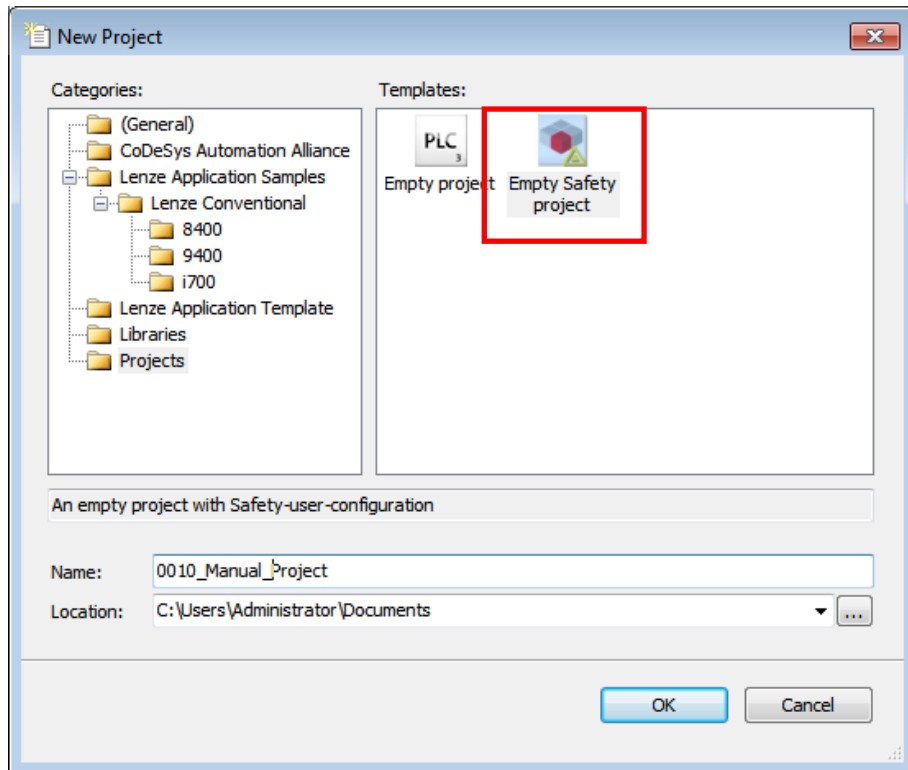 New Project
Categories:
Templates:
(General)
CoDeSys Automation Alliance
Lenze Application Samples
Lenze Conventional
8400
9400
i700
Lenze Application Template
Libraries
Projects
PLC
3
Empty project
Empty Safety
project
An empty project with Safety-user-configuration
Name:
0010_Manual_Project
Location:
C:\Users\Administrator\Documents
...
OK
Cancel